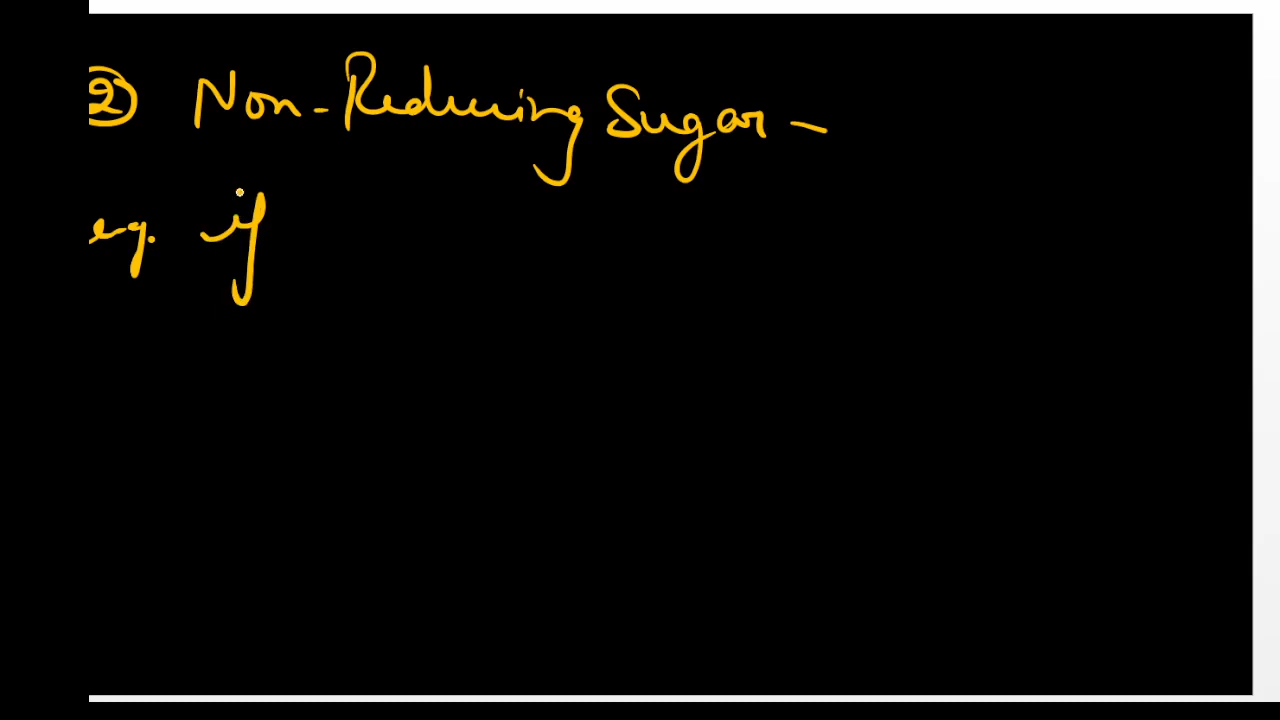 ② Non-Reducing Sugar -
eg. if